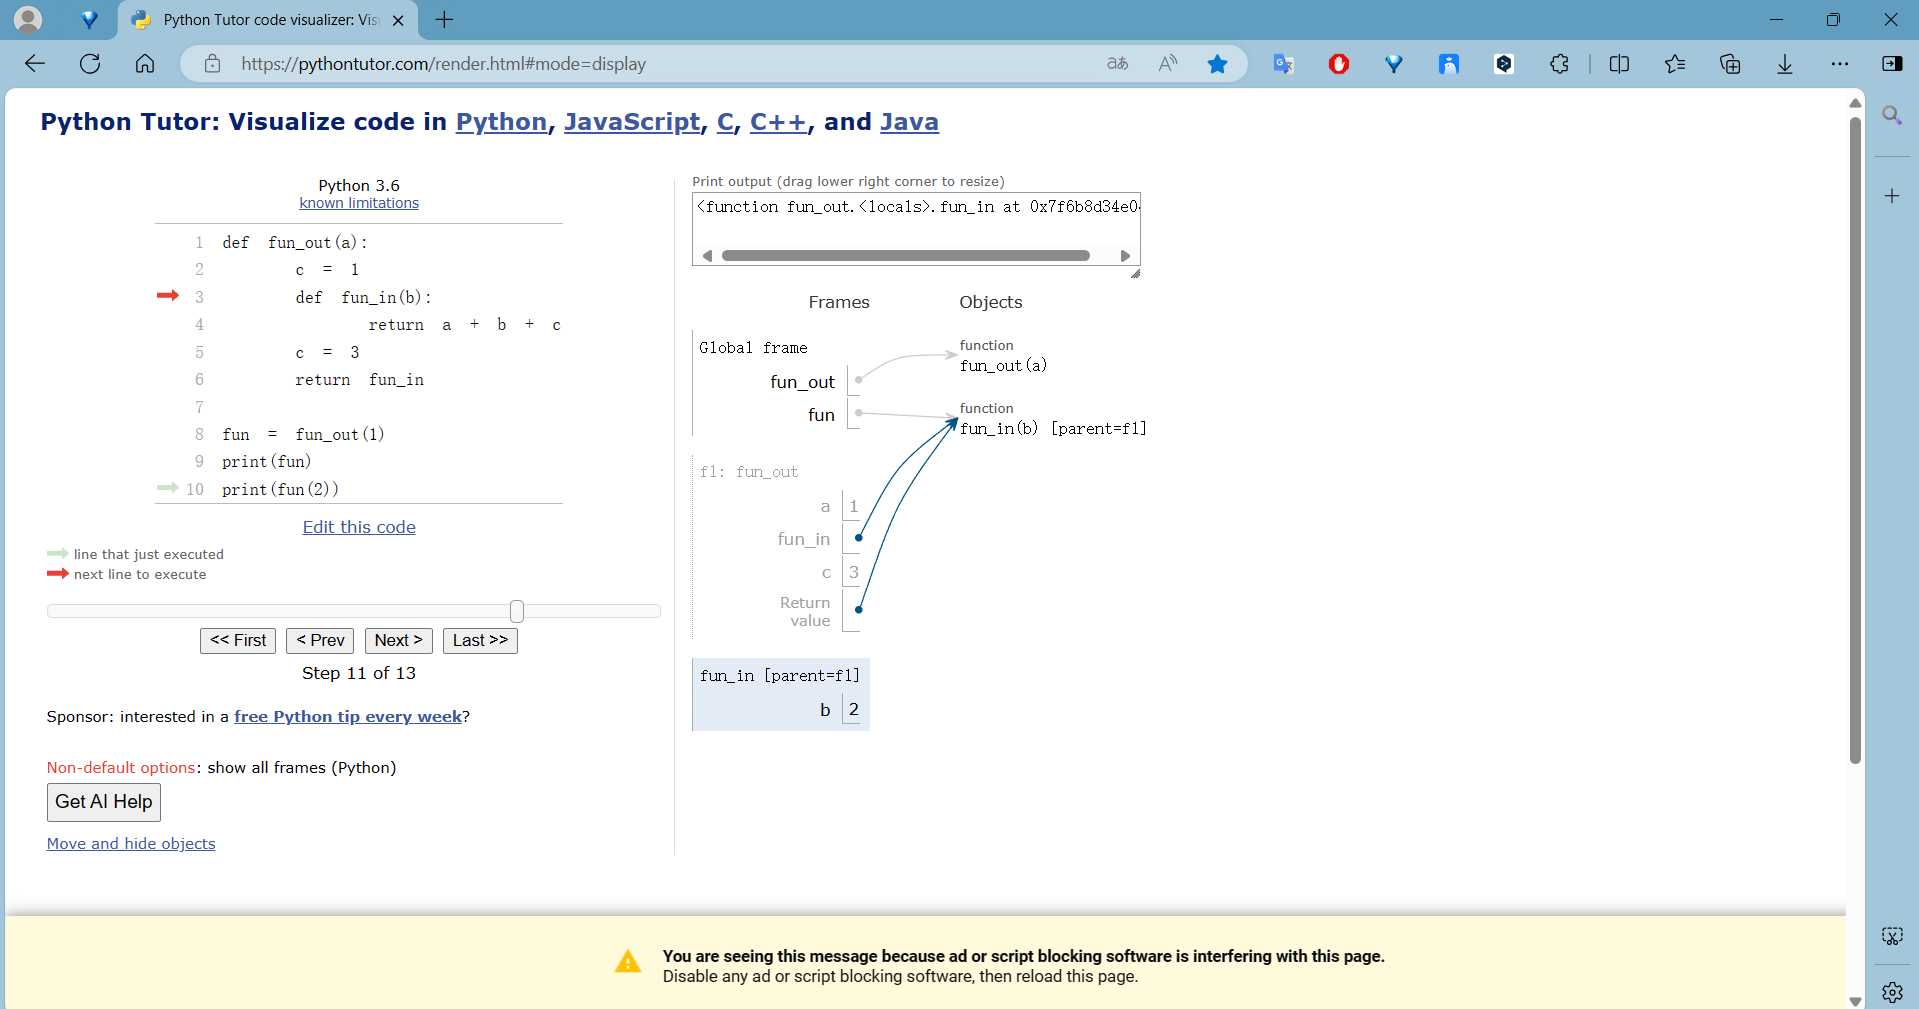 Python Tutor code visualizer: Vis
https://pythontutor.com/render.html#mode=display
Python Tutor: Visualize code in Python, JavaScript, C, C++, and Java
Python 3.6
known limitations
1 def fun_out(a):
2 c = 1
3 def fun_in(b):
4 return a + b + c
5 c = 3
6 return fun_in
7
8 fun = fun_out(1)
9 print(fun)
10 print(fun(2))
Edit this code
line that just executed
next line to execute
<< First
< Prev
Next >
Last >>
Step 11 of 13
Sponsor: interested in a free Python tip every week?
Non-default options: show all frames (Python)
Get AI Help
Move and hide objects
Print output (drag lower right corner to resize)
<function fun_out.<locals>.fun_in at 0x7f6b8d34e0
Frames
Objects
Global frame
fun_out
fun
function
fun_out(a)
function
fun_in(b) [parent=f1]
f1: fun_out
a 1
fun_in
c 3
Return
value
fun_in [parent=f1]
b 2
You are seeing this message because ad or script blocking software is interfering with this page.
Disable any ad or script blocking software, then reload this page.